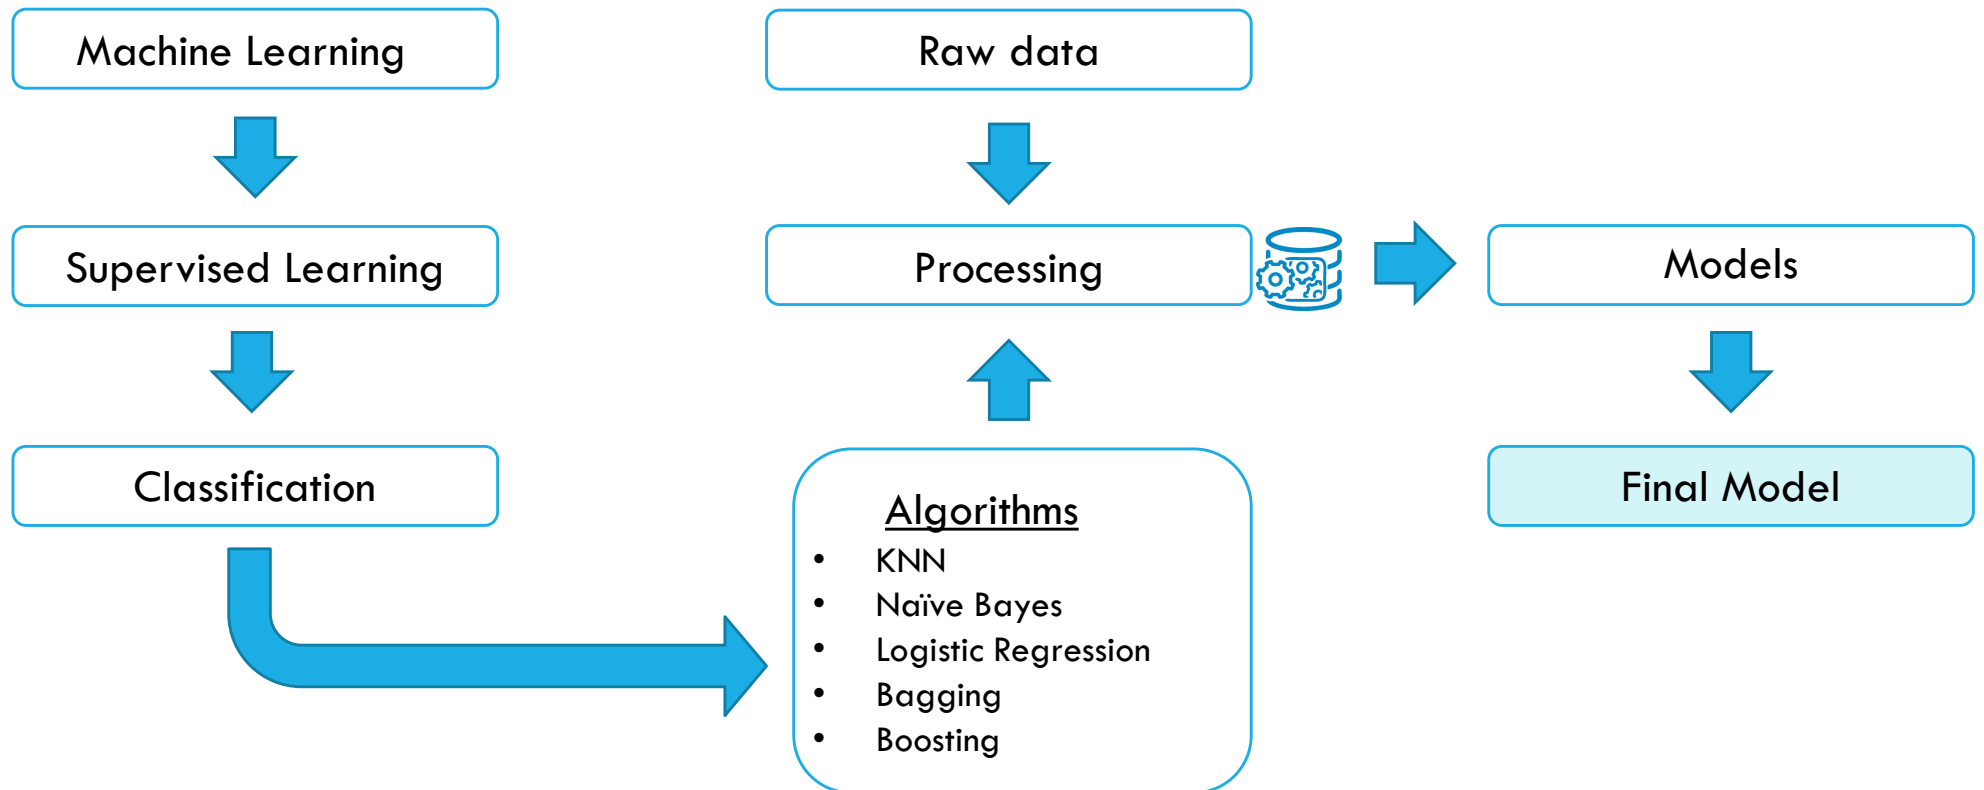 Machine Learning
Supervised Learning
Classification
Raw data
Processing
Algorithms
• KNN
• Naïve Bayes
• Logistic Regression
• Bagging
• Boosting
Models
Final Model